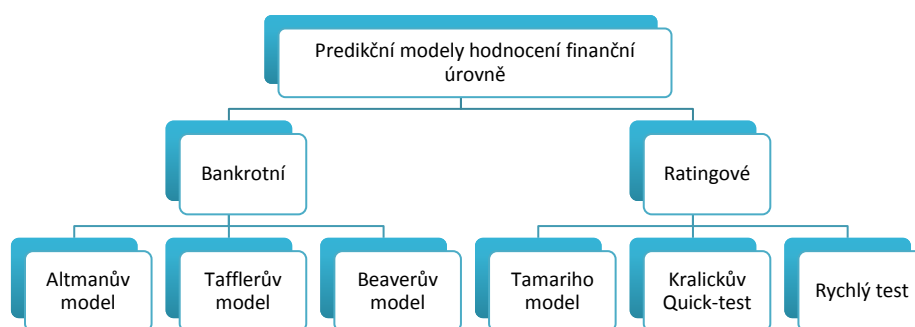 Predikční modely hodnocení finanční
úrovně
Bankrotní
Ratingové
Altmanův
model
Tafflerův
model
Beaverův
model
Tamariho
model
Kralickův
Quick-test
Rychlý test